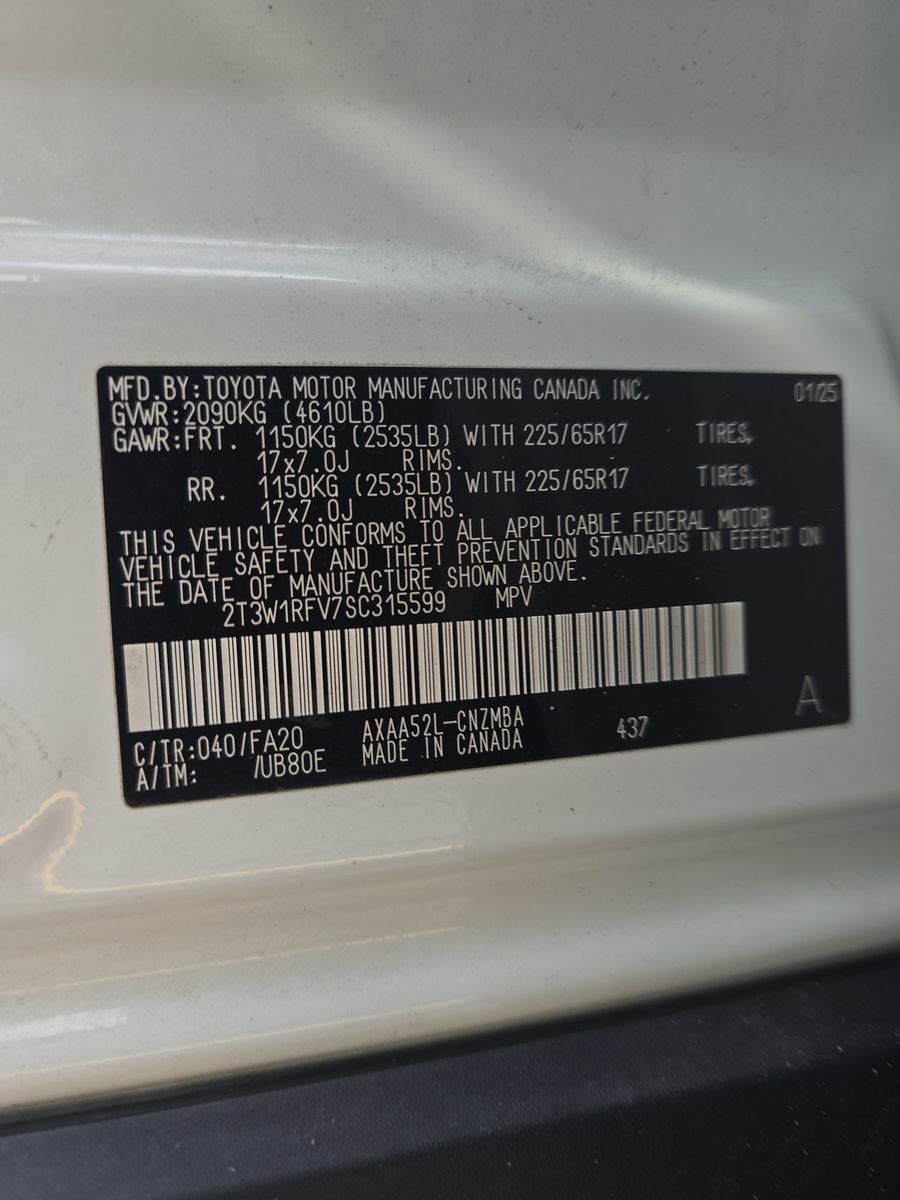 MFD.BY:TOYOTA MOTOR MANUFACTURING CANADA INC. 01/25
GVWR:2090KG (4610LB)
GAWR:FRT. 1150KG (2535LB) WITH 225/65R17 TIRES,
17x7.0J RIMS.
RR. 1150KG (2535LB) WITH 225/65R17 TIRES,
17x7.0J RIMS.
THIS VEHICLE CONFORMS TO ALL APPLICABLE FEDERAL MOTOR
VEHICLE SAFETY AND THEFT PREVENTION STANDARDS IN EFFECT ON
THE DATE OF MANUFACTURE SHOWN ABOVE.
2T3W1RFV7SC315599 MPV
A
C/TR:040/FA20 AXAA52L-CNZMBA 437
A/TM: /UB80E MADE IN CANADA